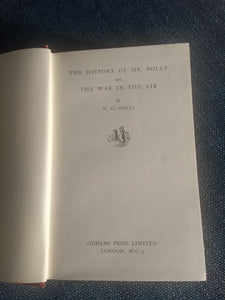 THE HISTORY OF MR. POLLY
and
THE WAR IN THE AIR
by
H. G. WELLS
ODHAMS PRESS LIMITED
LONDON, W.C.2